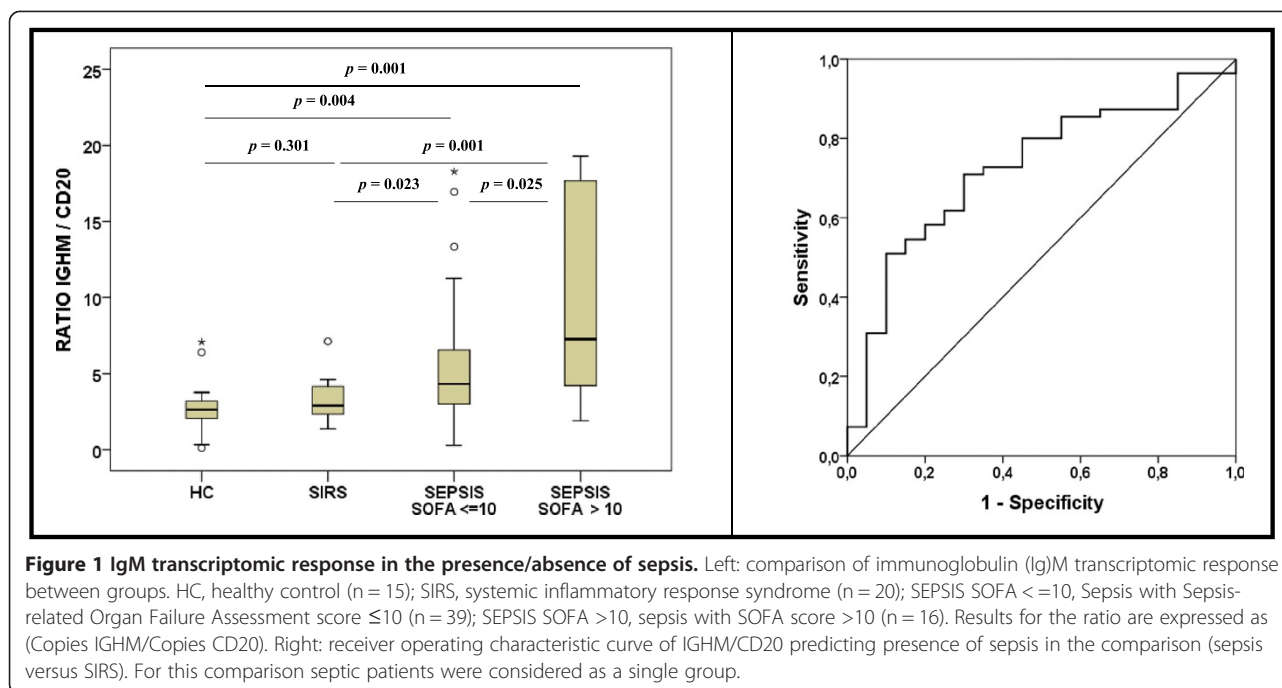 25
20
15
10
5
0
RATIO IGHM / CD20
p = 0.001
p = 0.004
p = 0.301
p = 0.001
p = 0.023
p = 0.025
*
*
HC
SIRS
SEPSIS
SOFA <=10
SEPSIS
SOFA > 10
1,0
0,8
0,6
0,4
0,2
0,0
Sensitivity
0,0 0,2 0,4 0,6 0,8 1,0
1 - Specificity
Figure 1 IgM transcriptomic response in the presence/absence of sepsis. Left: comparison of immunoglobulin (Ig)M transcriptomic response
between groups. HC, healthy control (n = 15); SIRS, systemic inflammatory response syndrome (n = 20); SEPSIS SOFA < =10, Sepsis with Sepsis-
related Organ Failure Assessment score ≤10 (n = 39); SEPSIS SOFA >10, sepsis with SOFA score >10 (n = 16). Results for the ratio are expressed as
(Copies IGHM/Copies CD20). Right: receiver operating characteristic curve of IGHM/CD20 predicting presence of sepsis in the comparison (sepsis
versus SIRS). For this comparison septic patients were considered as a single group.